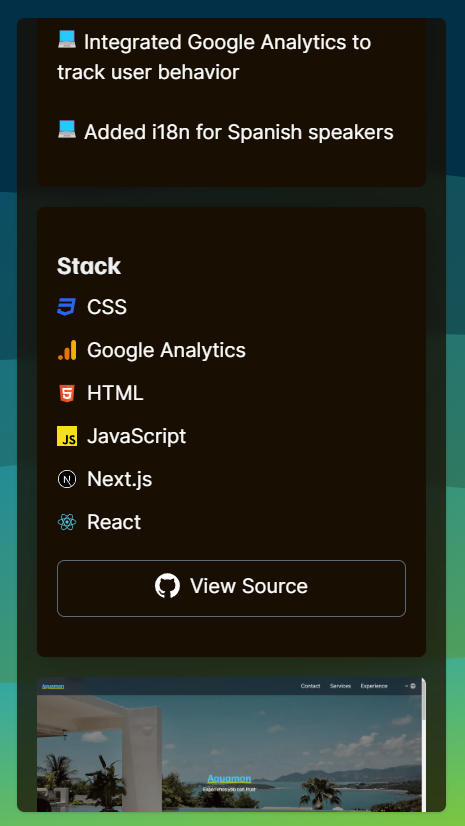 Integrated Google Analytics to
track user behavior
Added i18n for Spanish speakers
Stack
CSS
Google Analytics
HTML
JS JavaScript
N Next.js
React
View Source
Aquamon
Contact Services Experience
Aquamon
Experience you can trust